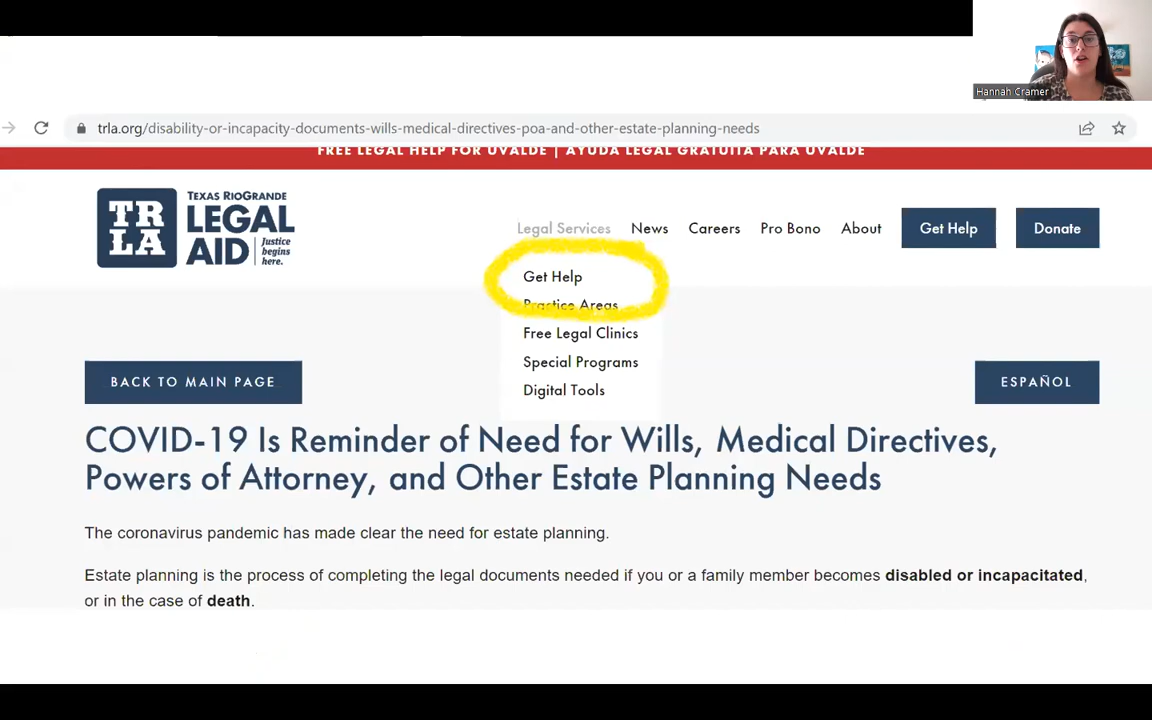 Hannah Cramer
trla.org/disability-or-incapacity-documents-wills-medical-directives-poa-and-other-estate-planning-needs
FREE LEGAL HELP FOR UVALDE | AYUDA LEGAL GRATUITA PARA UVALDE
TR
LA
TEXAS RIOGRANDE
LEGAL
AID
Justice
begins
here.
Legal Services News Careers Pro Bono About Get Help Donate
Get Help
Practice Areas
Free Legal Clinics
Special Programs
Digital Tools
BACK TO MAIN PAGE
ESPAÑOL
COVID-19 Is Reminder of Need for Wills, Medical Directives,
Powers of Attorney, and Other Estate Planning Needs
The coronavirus pandemic has made clear the need for estate planning.
Estate planning is the process of completing the legal documents needed if you or a family member becomes disabled or incapacitated,
or in the case of death.